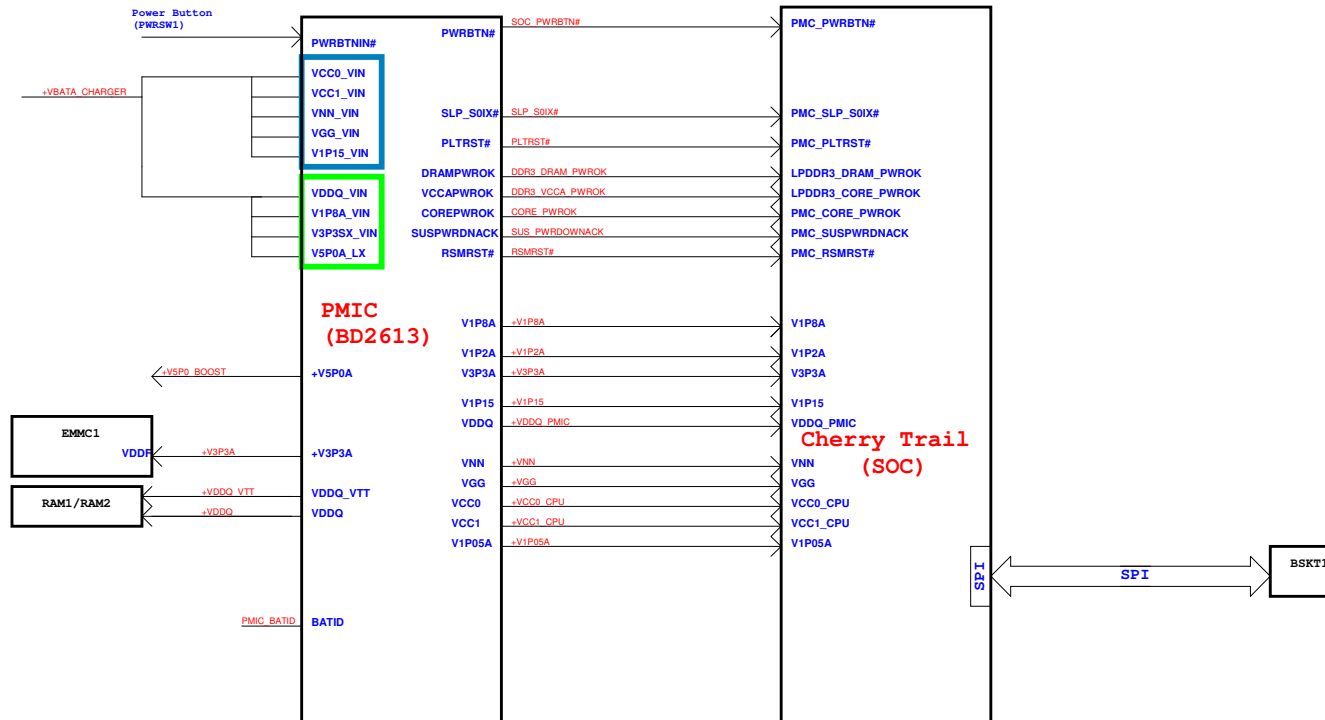 Power Button
(PWRSW1)
PWRBTNIN#
PWRBTN#
SOC_PWRBTN#
PMC_PWRBTN#
+VBATA_CHARGER
VCC0_VIN
VCC1_VIN
VNN_VIN
VGG_VIN
V1P15_VIN
SLP_S0IX#
SLP_S0IX#
PMC_SLP_S0IX#
PLTRST#
PLTRST#
PMC_PLTRST#
DRAMPWROK
DDR3_DRAM_PWROK
LPDDR3_DRAM_PWROK
VDDQ_VIN
VCCAPWROK
DDR3_VCCA_PWROK
LPDDR3_CORE_PWROK
V1P8A_VIN
COREPWROK
CORE_PWROK
PMC_CORE_PWROK
V3P3SX_VIN
SUSPWRDNACK
SUS_PWRDOWNACK
PMC_SUSPWRDNACK
V5P0A_LX
RSMRST#
RSMRST#
PMC_RSMRST#
PMIC
(BD2613)
V1P8A
+V1P8A
V1P8A
V1P2A
+V1P2A
V1P2A
+V5P0_BOOST
+V5P0A
V3P3A
+V3P3A
V3P3A
V1P15
+V1P15
V1P15
VDDQ
+VDDQ_PMIC
VDDQ_PMIC
Cherry Trail
(SOC)
EMMC1
VDDF
+V3P3A
+V3P3A
VNN
+VNN
VNN
VGG
+VGG
VGG
RAM1/RAM2
+VDDQ_VTT
VDDQ_VTT
VCC0
+VCC0_CPU
VCC0_CPU
+VDDQ
VDDQ
VCC1
+VCC1_CPU
VCC1_CPU
V1P05A
+V1P05A
V1P05A
SPI
SPI
BSKT1
PMIC_BATID
BATID